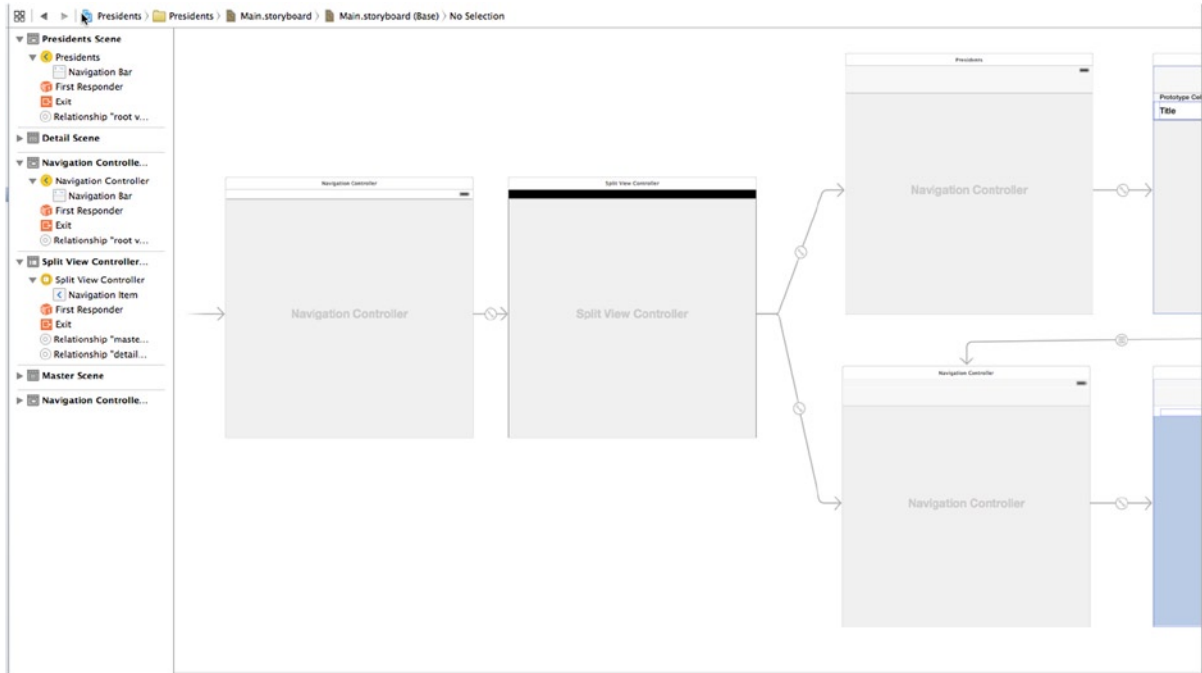 Presidents Presidents Main.storyboard Main.storyboard (Base) No Selection
Presidents Scene
Presidents
Navigation Bar
First Responder
Exit
Relationship "root v...
Detail Scene
Navigation Controlle...
Navigation Controller
Navigation Bar
First Responder
Exit
Relationship "root v...
Split View Controller...
Split View Controller
Navigation Item
First Responder
Exit
Relationship "maste...
Relationship "detail...
Master Scene
Navigation Controlle...
Navigation Controller
Navigation Controller
Split View Controller
Split View Controller
Presidents
Navigation Controller
Prototype Cel
Title
Navigation Controller
Navigation Controller